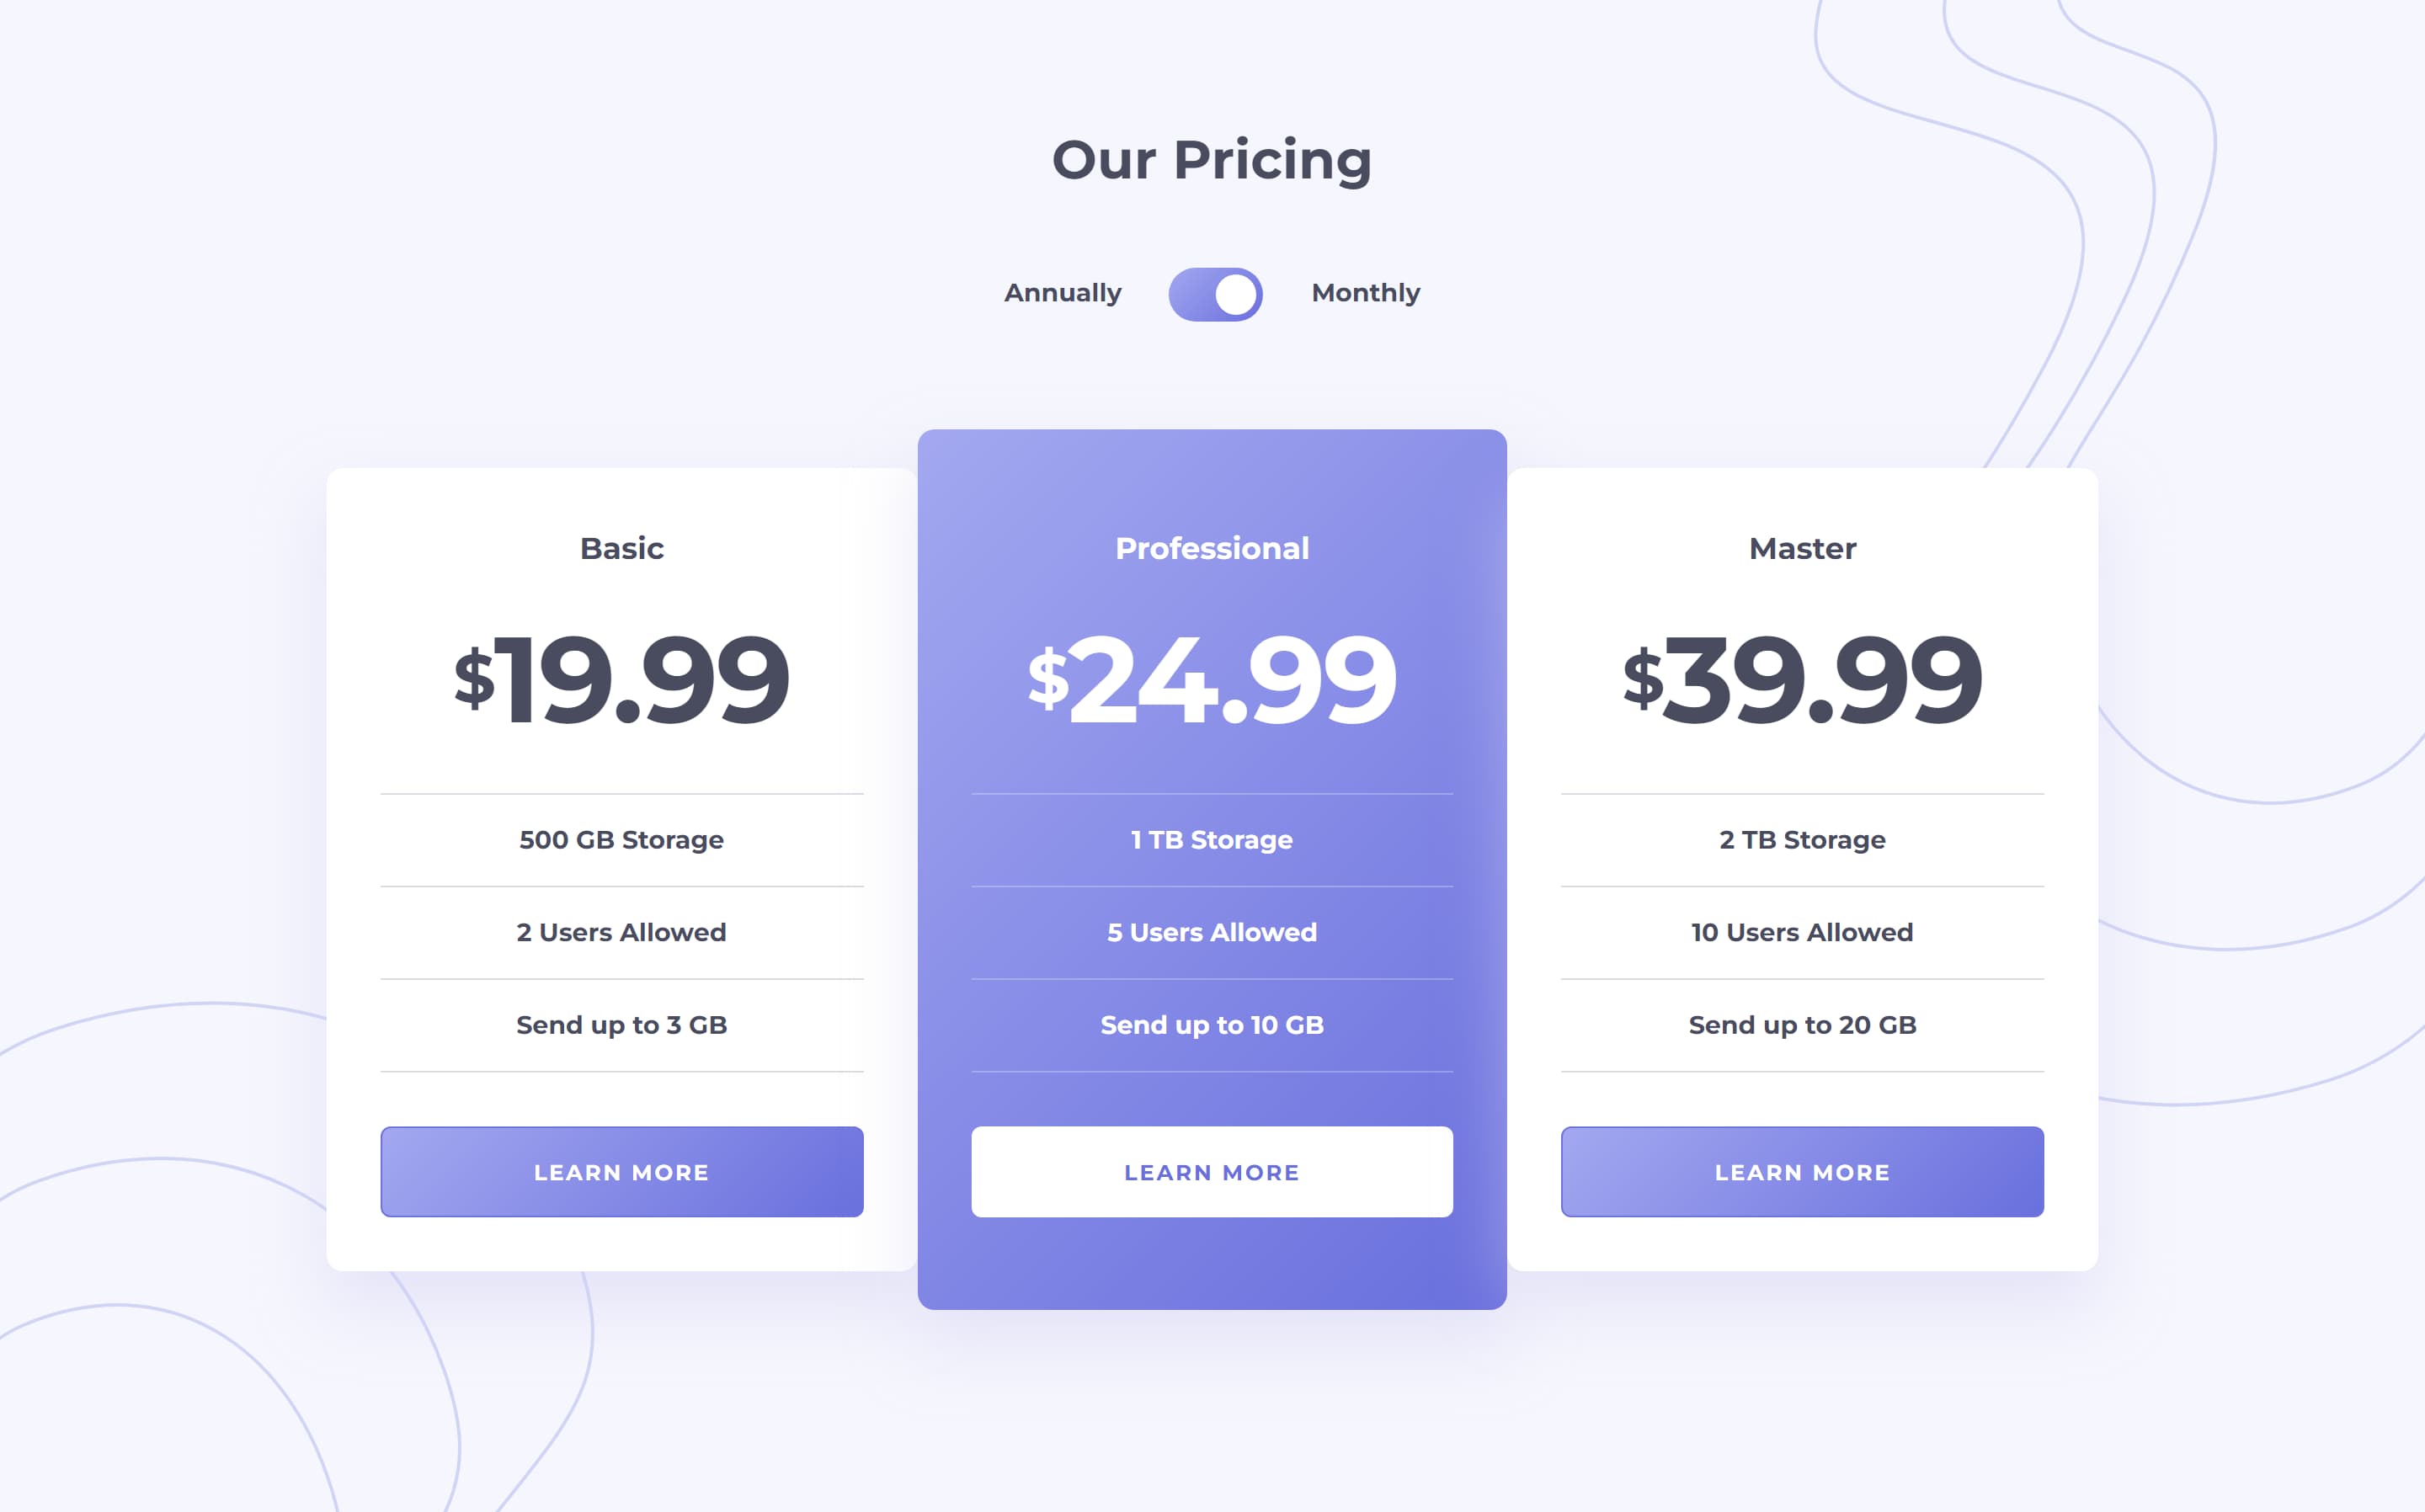 Our Pricing
Annually Monthly
Basic
$19.99
500 GB Storage
2 Users Allowed
Send up to 3 GB
LEARN MORE
Professional
$24.99
1 TB Storage
5 Users Allowed
Send up to 10 GB
LEARN MORE
Master
$39.99
2 TB Storage
10 Users Allowed
Send up to 20 GB
LEARN MORE